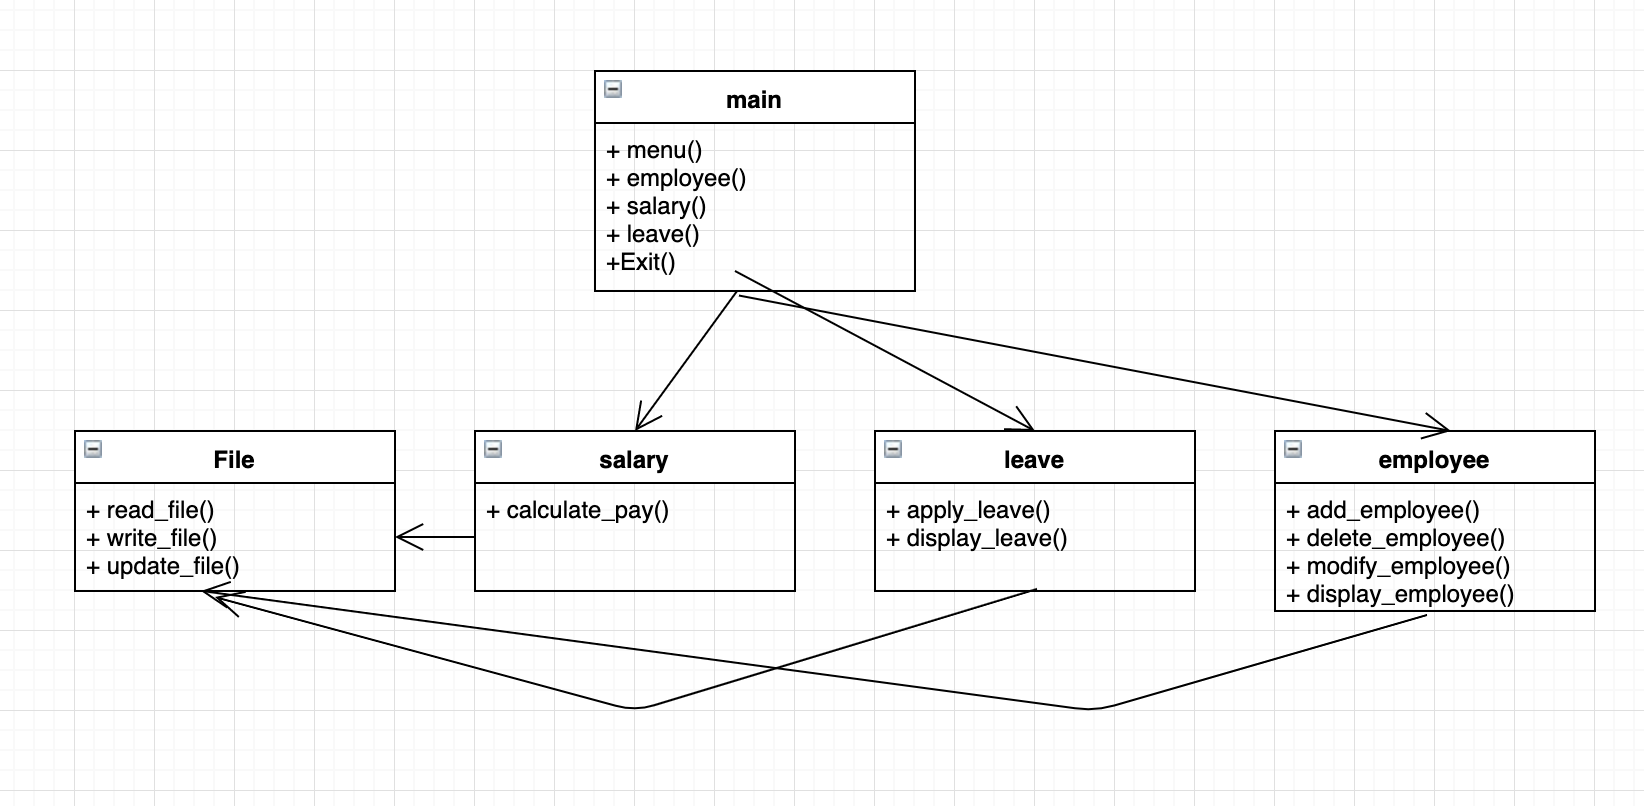 main
+ menu()
+ employee()
+ salary()
+ leave()
+Exit()
File
+ read_file()
+ write_file()
+ update_file()
salary
+ calculate_pay()
leave
+ apply_leave()
+ display_leave()
employee
+ add_employee()
+ delete_employee()
+ modify_employee()
+ display_employee()